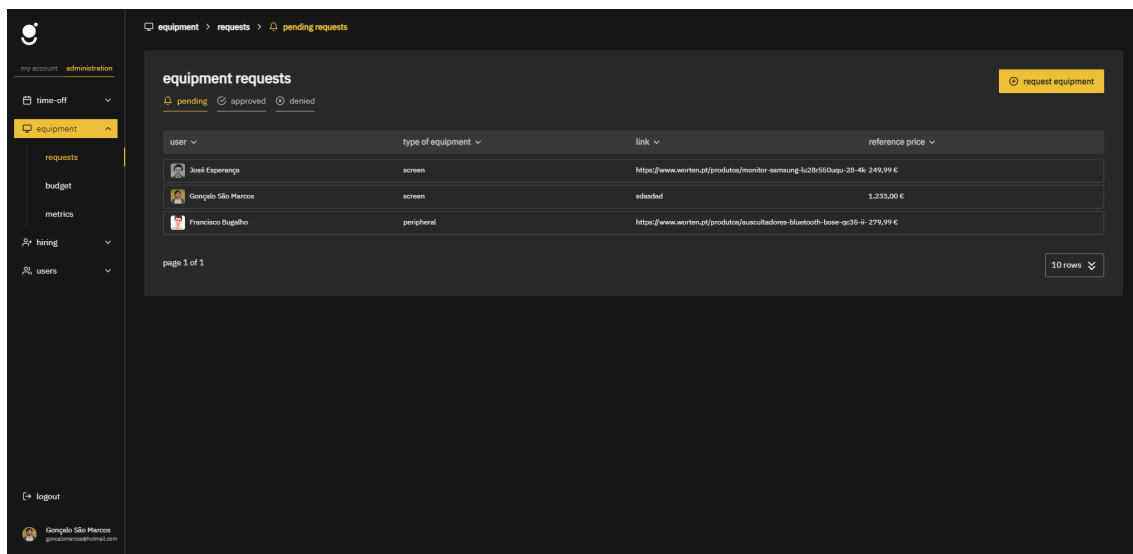 equipment > requests > pending requests
my account administration
time-off
equipment
requests
budget
metrics
hiring
users
logout
Gonçalo São Marcos
goncalomarcos@hotmail.com
equipment requests
request equipment
pending approved denied
user type of equipment link reference price
José Esperança screen https://www.worten.pt/produtos/monitor-samsung-lu28r550uqu-28-4k- 249,99 €
Gonçalo São Marcos screen sdasdad 1.233,00 €
Francisco Bugalho peripheral https://www.worten.pt/produtos/auscultadores-bluetooth-bose-qc35-ii- 279,99 €
page 1 of 1
10 rows